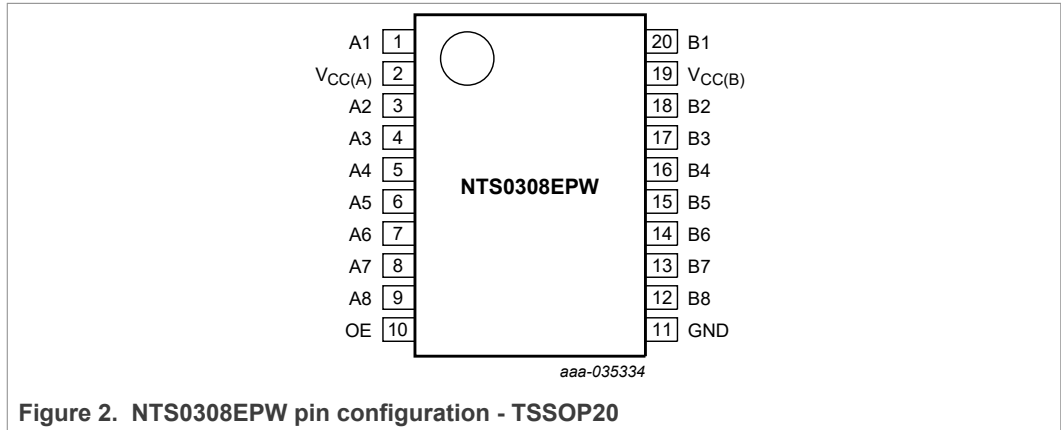 A1 1 20 B1
VCC(A) 2 19 VCC(B)
A2 3 18 B2
A3 4 17 B3
A4 5 16 B4
NTS0308EPW
A5 6 15 B5
A6 7 14 B6
A7 8 13 B7
A8 9 12 B8
OE 10 11 GND
aaa-035334
Figure 2. NTS0308EPW pin configuration - TSSOP20